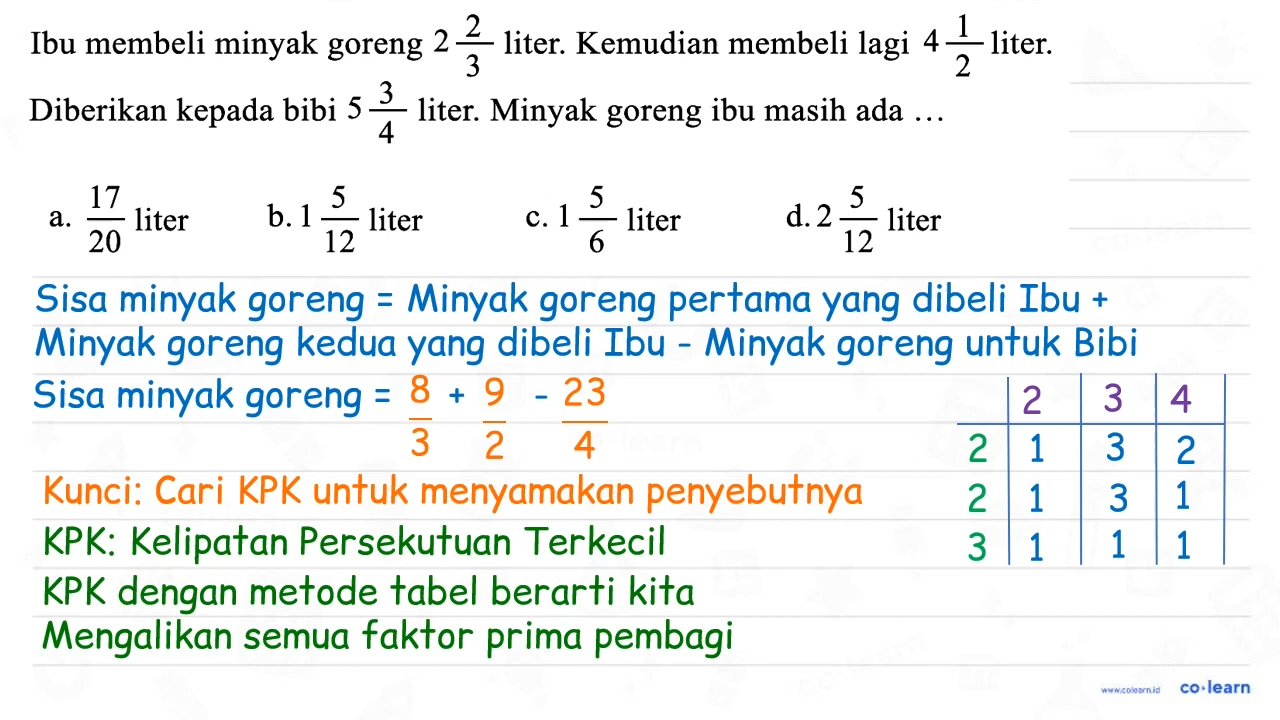 Ibu membeli minyak goreng 2 2/3 liter. Kemudian membeli lagi 4 1/2 liter.
Diberikan kepada bibi 5 3/4 liter. Minyak goreng ibu masih ada ...
a. 17/20 liter b. 1 5/12 liter c. 1 5/6 liter d. 2 5/12 liter
Sisa minyak goreng = Minyak goreng pertama yang dibeli Ibu +
Minyak goreng kedua yang dibeli Ibu - Minyak goreng untuk Bibi
Sisa minyak goreng = 8/3 + 9/2 - 23/4
Kunci: Cari KPK untuk menyamakan penyebutnya
KPK: Kelipatan Persekutuan Terkecil
KPK dengan metode tabel berarti kita
Mengalikan semua faktor prima pembagi
2 3 4
2 1 3 2
2 1 3 1
3 1 1 1
www.colearn.id co·learn